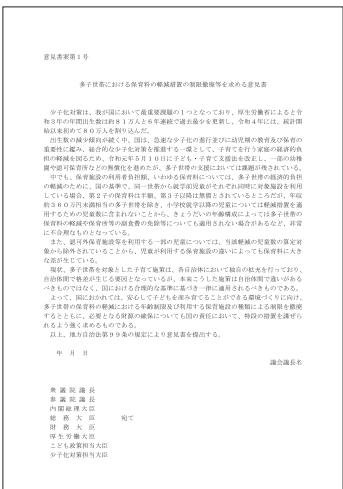 意見書案第１号
多子世帯における保育料の軽減措置の制限撤廃等を求める意見書
少子化対策は、我が国において最重要課題の１つとなっており、厚生労働省によると令
和３年の年間出生数は約８１万人と６年連続で過去最少を更新し、令和４年には、統計開
始以来初めて８０万人を割り込んだ。
出生数の減少傾向が続く中、国は、急速な少子化の進行並びに幼児期の教育及び保育の
重要性に鑑み、総合的な少子化対策を推進する一環として、子育てを行う家庭の経済的負
担の軽減を図るため、令和元年５月１０日に子ども・子育て支援法を改正し、一部の幼稚
園や認可保育所などの無償化を進めたが、多子世帯の支援においては課題が残されている。
中でも、保育施設の利用者負担額、いわゆる保育料については、多子世帯の経済的負担
の軽減のために、国の基準で、同一世帯から就学前児童がそれぞれ同時に対象施設を利用
している場合、第２子は半額、第３子以降は無償とされているところだが、年収
約３６０万円未満相当の多子世帯を除き、小学校就学以降の児童については軽減措置を適
用するための児童数に含まれないことから、きょうだいの年齢構成によっては多子世帯の
保育料の軽減や保育所等の副食費の免除等についても適用されない場合があるなど、非常
に不合理なものとなっている。
また、認可外保育施設等を利用する一部の児童については、当該軽減の児童数の算定対
象から除外されていることから、児童が利用する保育施設の違いによっても保育料に大き
な差が生じている。
現状、多子世帯を対象とした子育て施策は、各自治体において独自の拡充を行っており、
自治体間で格差が生じる要因となっているが、本来こうした施策は自治体間で違いがある
べきものではなく、国における合理的な基準に基づき一律に適用されるべきものである。
よって、国におかれては、安心して子どもを産み育てることができる環境づくりに向け、
多子世帯の保育料の軽減における年齢制限及び利用する保育施設の種類による制限を撤廃
するとともに、必要となる財源の確保についても国の責任において、特段の措置を講ぜら
れるよう強く求めるものである。
以上、地方自治法第９９条の規定により意見書を提出する。
年　月　日
議会議長名
衆議院議長
参議院議長
内閣総理大臣
総務大臣　宛て
財務大臣
厚生労働大臣
こども政策担当大臣
少子化対策担当大臣